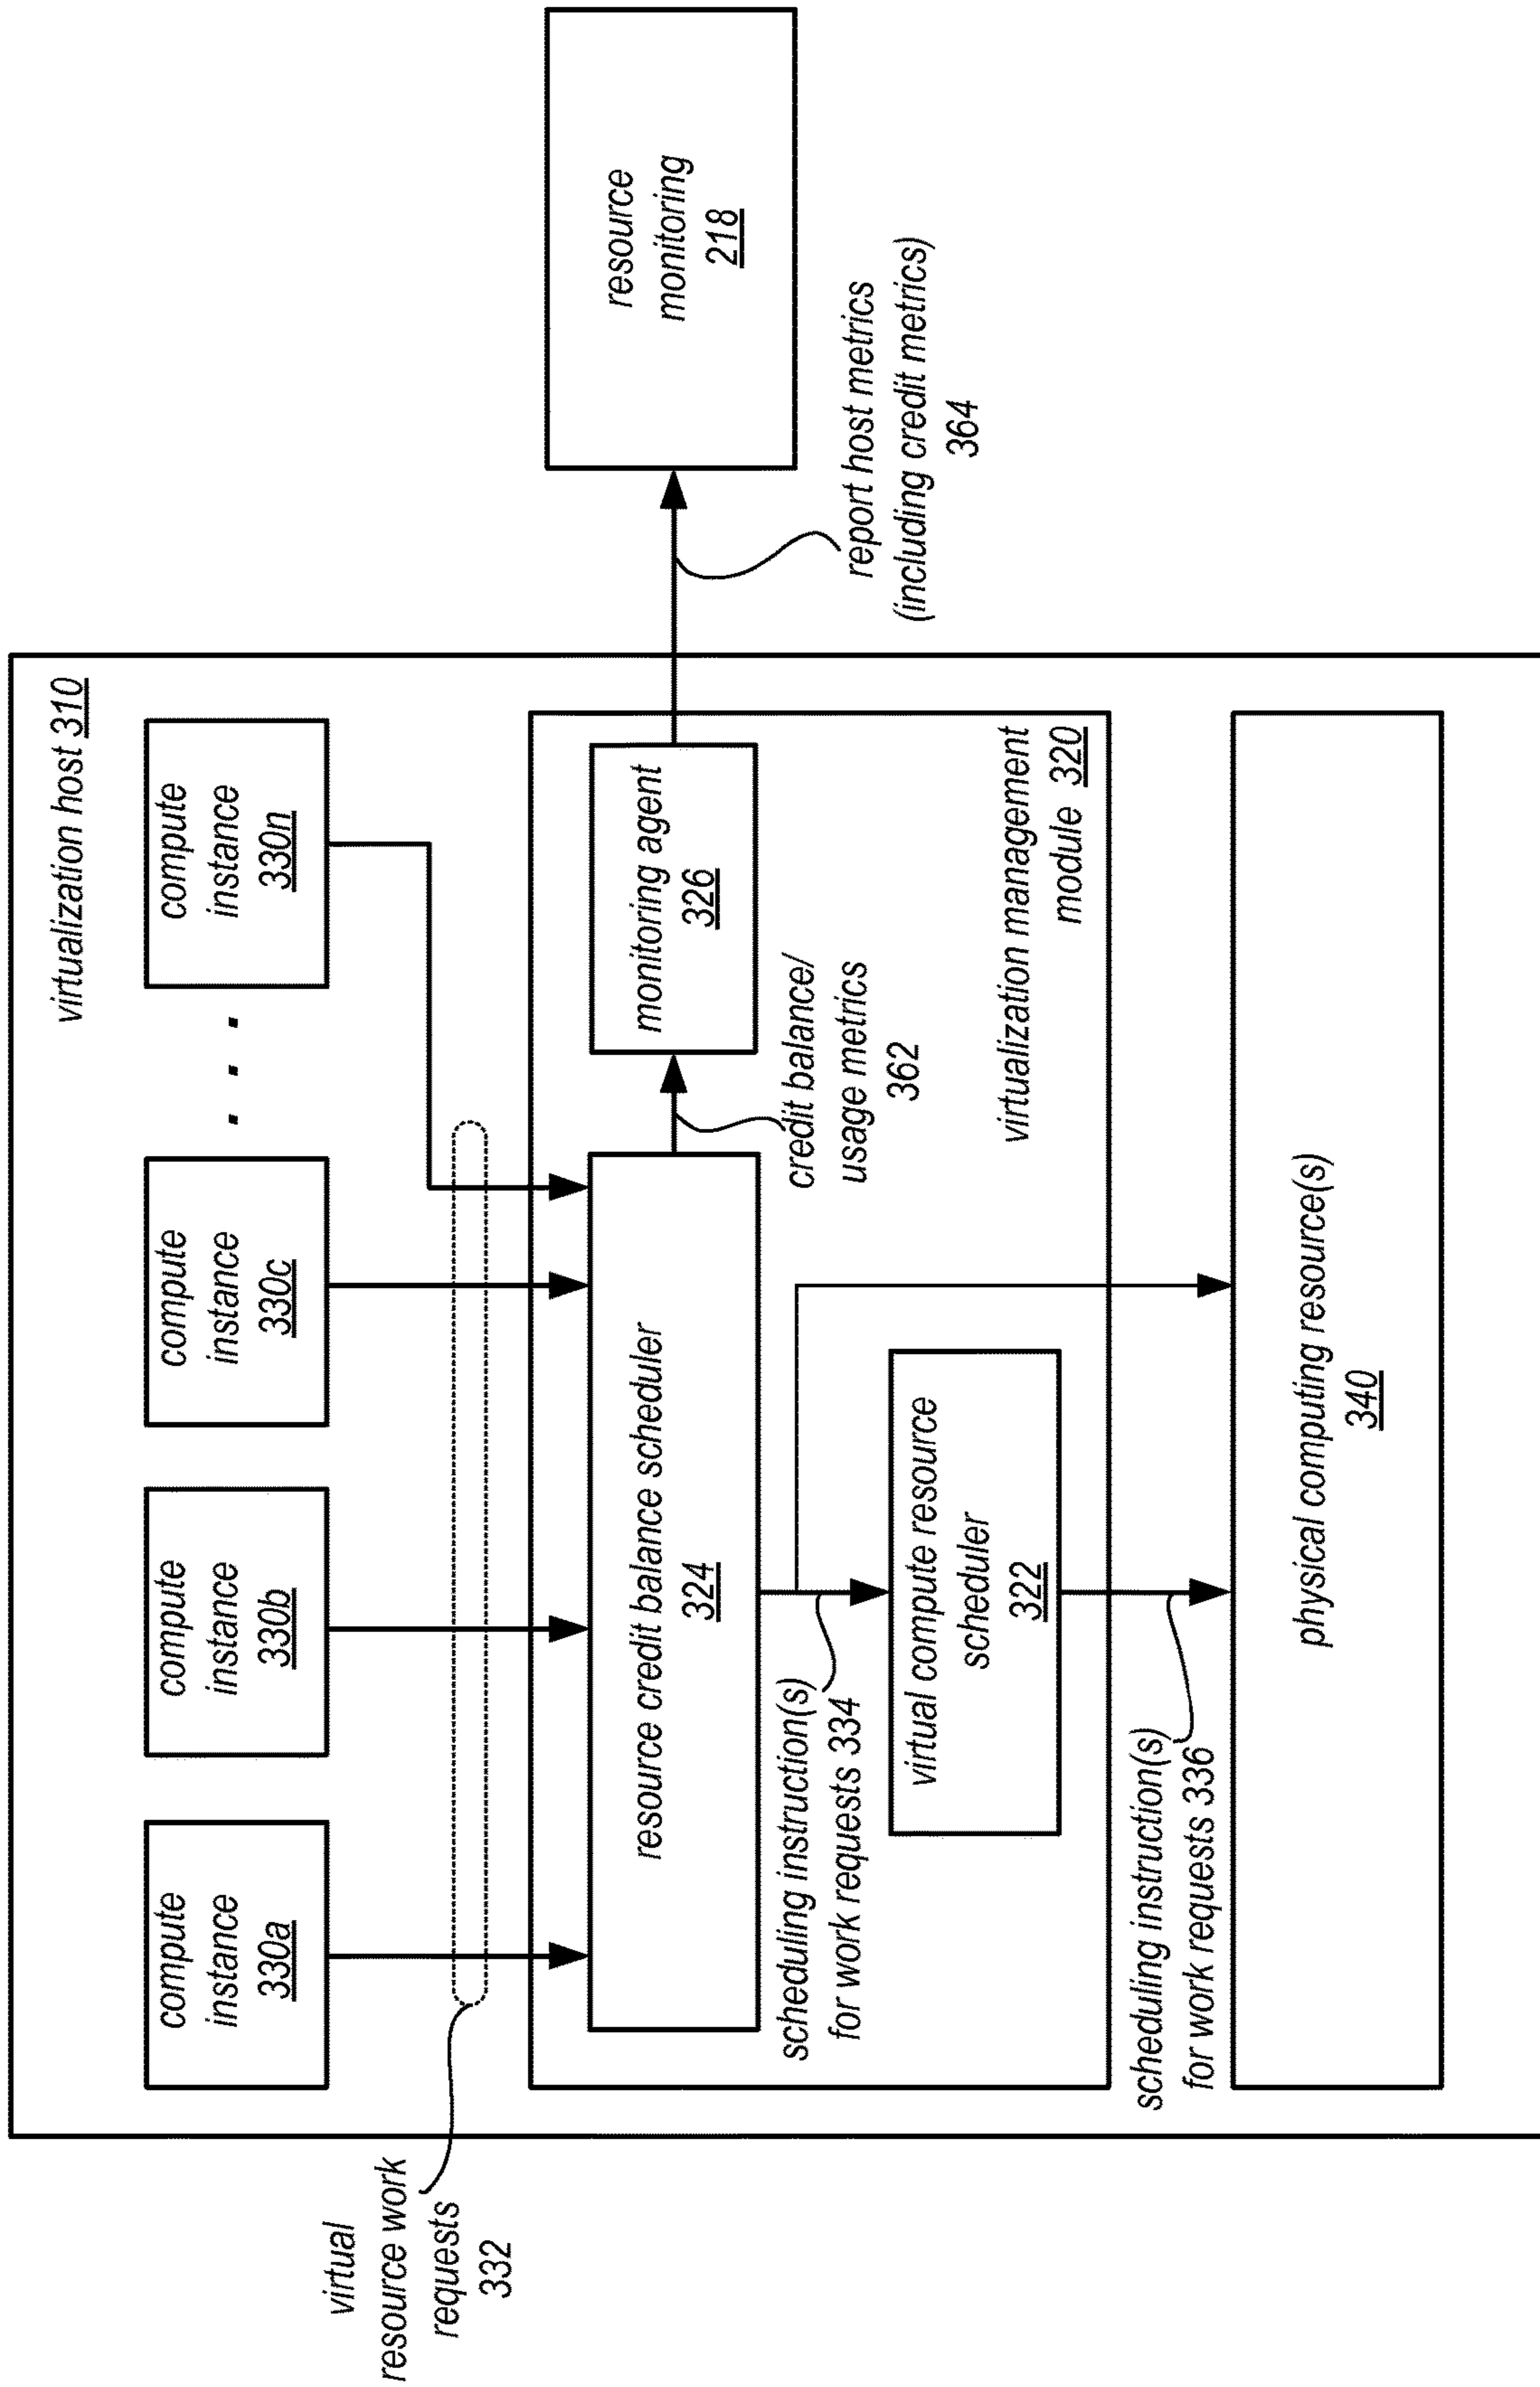 virtualization host 310
compute
instance
330a
compute
instance
330b
compute
instance
330c
. . .
compute
instance
330n
virtual
resource work
requests
332
resource credit balance scheduler
324
monitoring agent
326
resource
monitoring
218
credit balance/
usage metrics
362
report host metrics
(including credit metrics)
364
scheduling instruction(s)
for work requests 334
virtual compute resource
scheduler
322
virtualization management
module 320
scheduling instruction(s)
for work requests 336
physical computing resource(s)
340